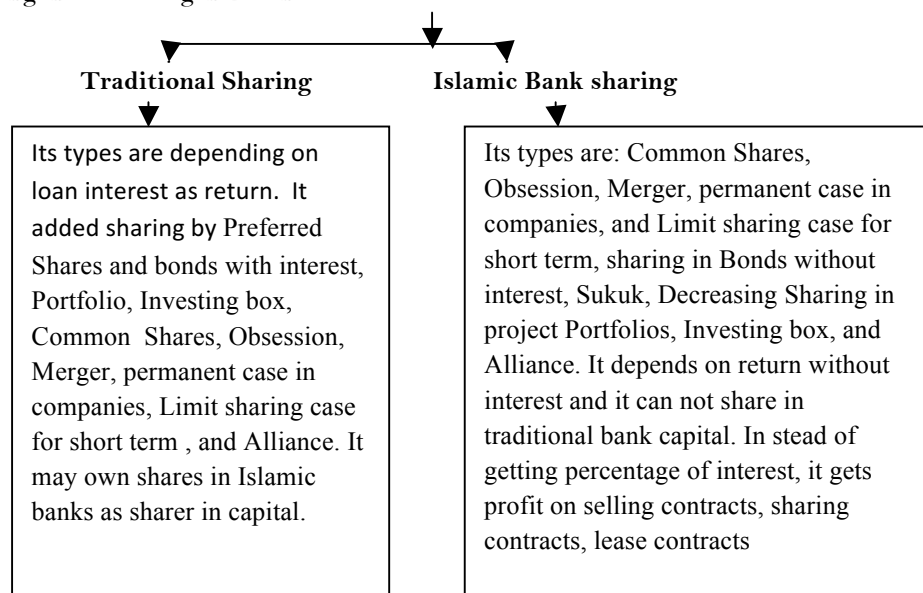 Traditional Sharing
Islamic Bank sharing
Its types are depending on
loan interest as return. It
added sharing by Preferred
Shares and bonds with interest,
Portfolio, Investing box,
Common Shares, Obsession,
Merger, permanent case in
companies, Limit sharing case
for short term , and Alliance. It
may own shares in Islamic
banks as sharer in capital.
Its types are: Common Shares,
Obsession, Merger, permanent case in
companies, and Limit sharing case for
short term, sharing in Bonds without
interest, Sukuk, Decreasing Sharing in
project Portfolios, Investing box, and
Alliance. It depends on return without
interest and it can not share in
traditional bank capital. In stead of
getting percentage of interest, it gets
profit on selling contracts, sharing
contracts, lease contracts